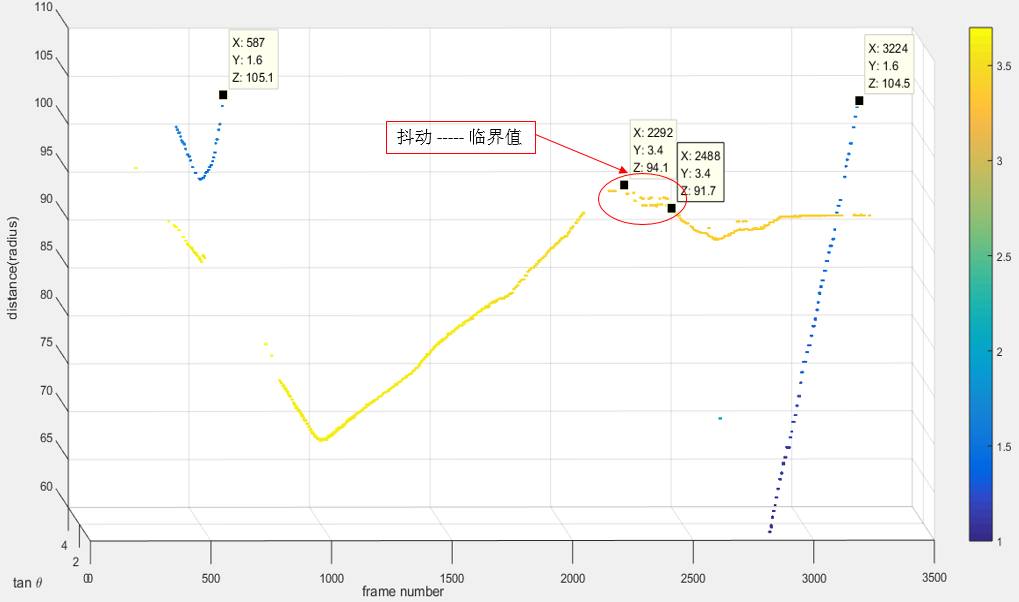 110
105
100
95
90
85
80
75
70
65
60
distance(radius)
X: 587
Y: 1.6
Z: 105.1
抖动 ----- 临界值
X: 2292
Y: 3.4
Z: 94.1
X: 2488
Y: 3.4
Z: 91.7
X: 3224
Y: 1.6
Z: 104.5
3.5
3
2.5
2
1.5
1
4
2
0
tan θ
0
500
1000
1500
2000
2500
3000
3500
frame number